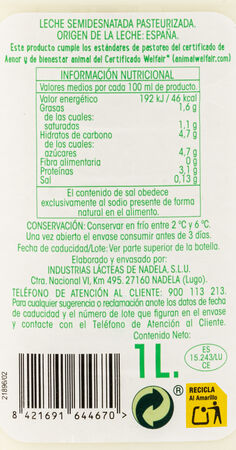 LECHE SEMIDESNATADA PASTEURIZADA.
ORIGEN DE LA LECHE: ESPAÑA.
Este producto cumple los estándares de pastoreo del certificado de
Aenor y de bienestar animal del Certificado Welfair™ (animalwelfair.com)
INFORMACIÓN NUTRICIONAL
Valores medios por cada 100 ml de producto.
Valor energético 192 kJ / 46 kcal
Grasas 1,6 g
de las cuales:
saturadas 1,1 g
Hidratos de carbono 4,7 g
de los cuales:
azúcares 4,7 g
Fibra alimentaria 0 g
Proteínas 3,1 g
Sal 0,13 g
El contenido de sal obedece
exclusivamente al sodio presente de forma
natural en el alimento.
CONSERVACIÓN: Conservar en frío entre 2 °C y 6 °C.
Una vez abierto el envase consumir antes de 3 días.
Fecha de caducidad/Lote: Ver parte superior de la botella.
Elaborado y envasado por:
INDUSTRIAS LÁCTEAS DE NADELA, S.L.U.
Ctra. Nacional VI, Km 495. 27160 NADELA (Lugo).
TELÉFONO DE ATENCIÓN AL CLIENTE: 900 113 213.
Para cualquier sugerencia o reclamación anote los datos de fecha
de caducidad y el número de lote que figuran en el envase
y contacte con el Teléfono de Atención al Cliente.
Contenido Neto:
1L.
ES
15.243/LU
CE
21896/02
8 421691 644670 >
®
RECICLA
Al Amarillo